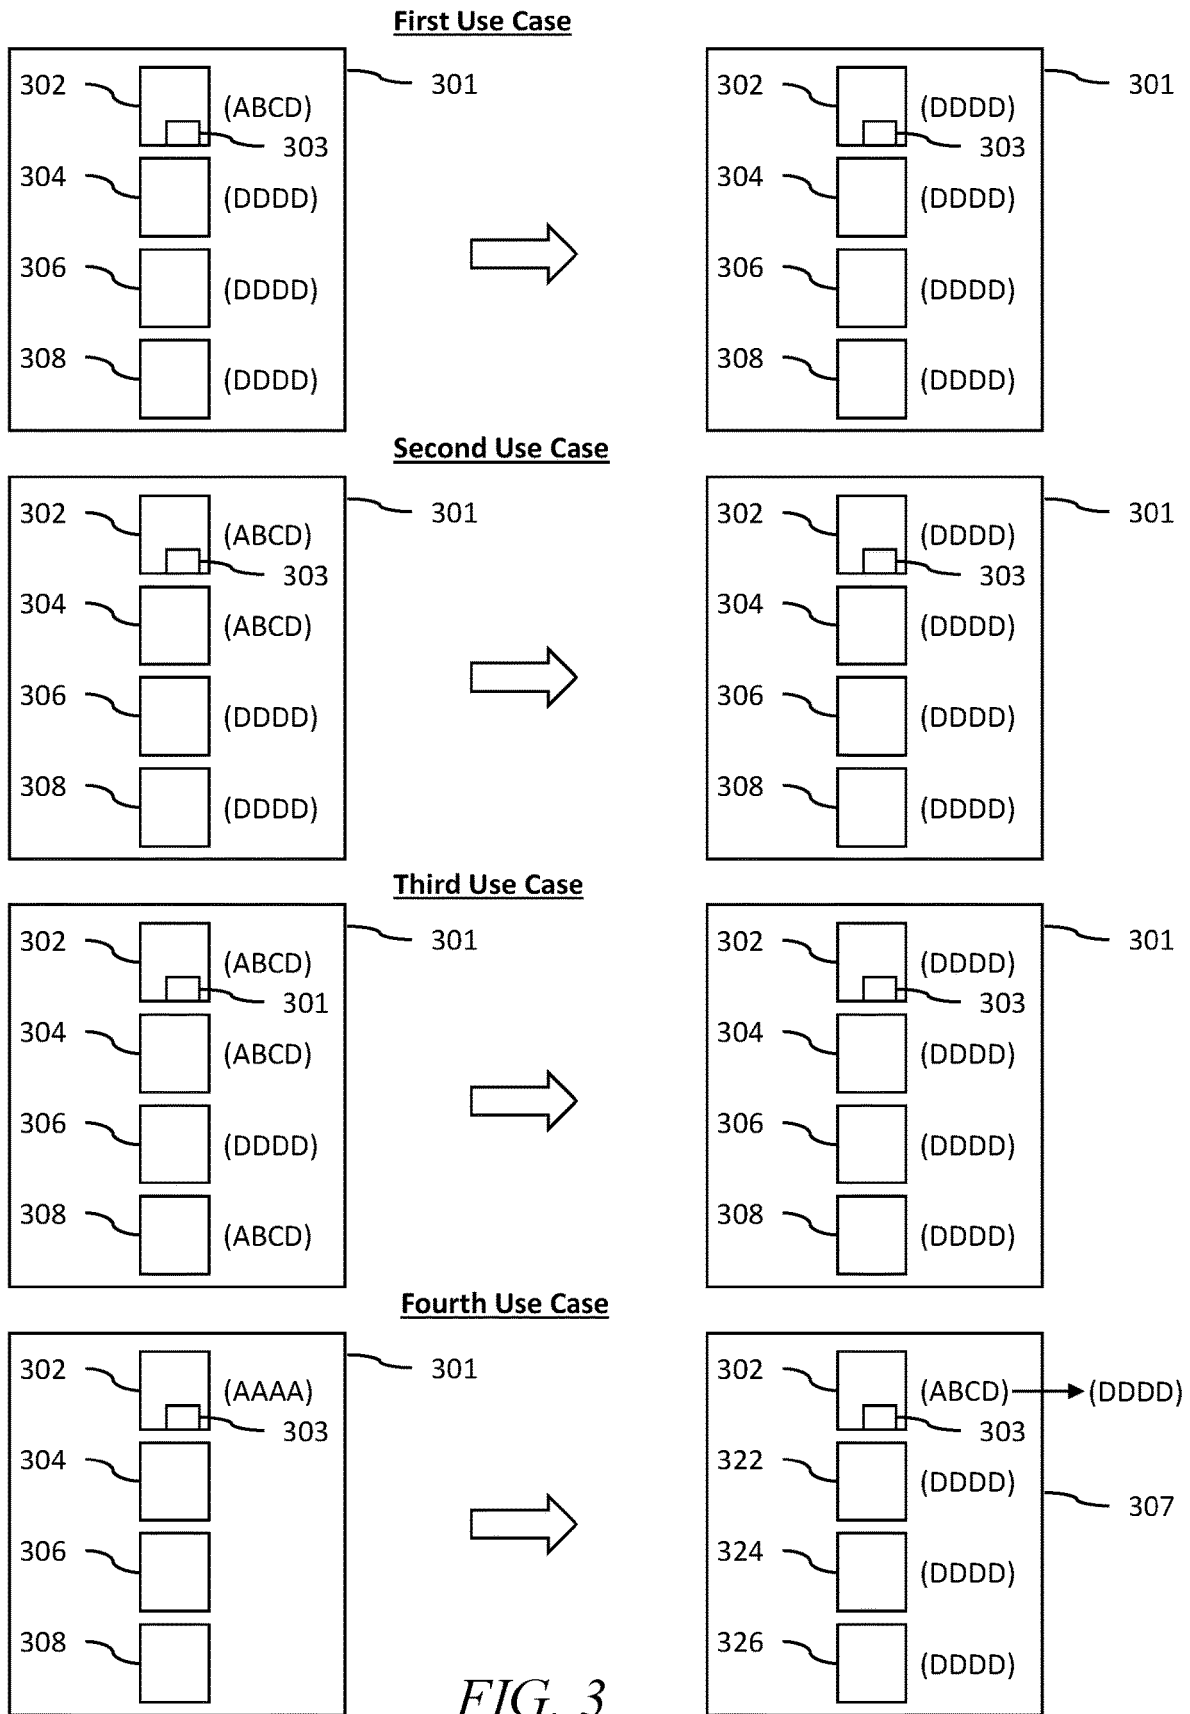 First Use Case
302 (ABCD) 301 302 (DDDD) 301
303 303
304 (DDDD) 304 (DDDD)
306 (DDDD) 306 (DDDD)
308 (DDDD) 308 (DDDD)
Second Use Case
302 (ABCD) 301 302 (DDDD) 301
303 303
304 (ABCD) 304 (DDDD)
306 (DDDD) 306 (DDDD)
308 (DDDD) 308 (DDDD)
Third Use Case
302 (ABCD) 301 302 (DDDD) 301
301 303
304 (ABCD) 304 (DDDD)
306 (DDDD) 306 (DDDD)
308 (ABCD) 308 (DDDD)
Fourth Use Case
302 (AAAA) 301 302 (ABCD) (DDDD)
303 303
304 322 (DDDD) 307
306 324 (DDDD)
308 326 (DDDD)
FIG. 3